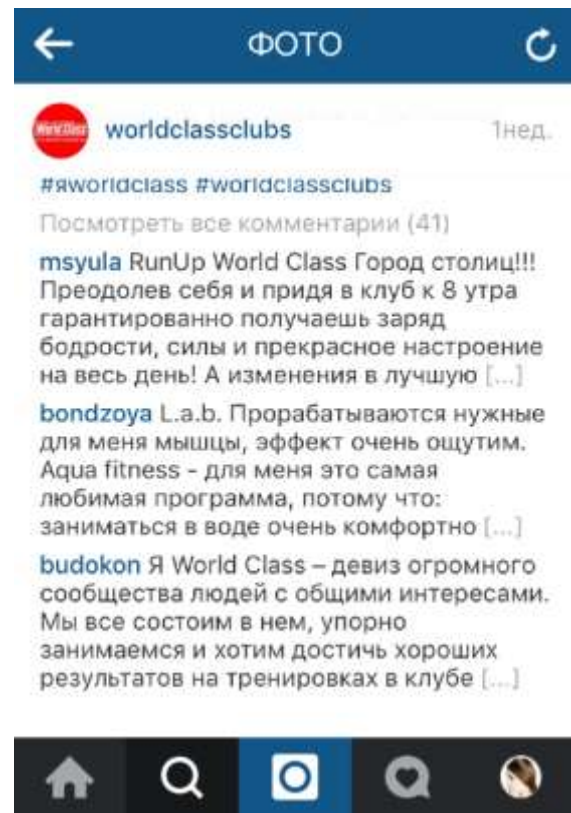 ФОТО
World Class
worldclassclubs 1нед.
#яworldclass #worldclassclubs
Посмотреть все комментарии (41)
msyula RunUp World Class Город столиц!!!
Преодолев себя и придя в клуб к 8 утра
гарантированно получаешь заряд
бодрости, силы и прекрасное настроение
на весь день! А изменения в лучшую [...]
bondzoya L.a.b. Прорабатываются нужные
для меня мышцы, эффект очень ощутим.
Aqua fitness - для меня это самая
любимая программа, потому что:
заниматься в воде очень комфортно [...]
budokon Я World Class – девиз огромного
сообщества людей с общими интересами.
Мы все состоим в нем, упорно
занимаемся и хотим достичь хороших
результатов на тренировках в клубе [...]